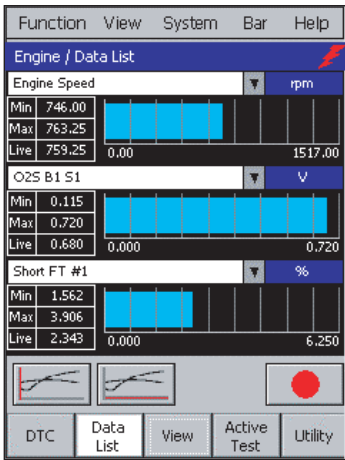 Function View System Bar Help
Engine / Data List
Engine Speed rpm
Min 746.00
Max 763.25
Live 759.25 0.00 1517.00
O2S B1 S1 V
Min 0.115
Max 0.720
Live 0.680 0.000 0.720
Short FT #1 %
Min 1.562
Max 3.906
Live 2.343 0.000 6.250
DTC Data List View Active Test Utility